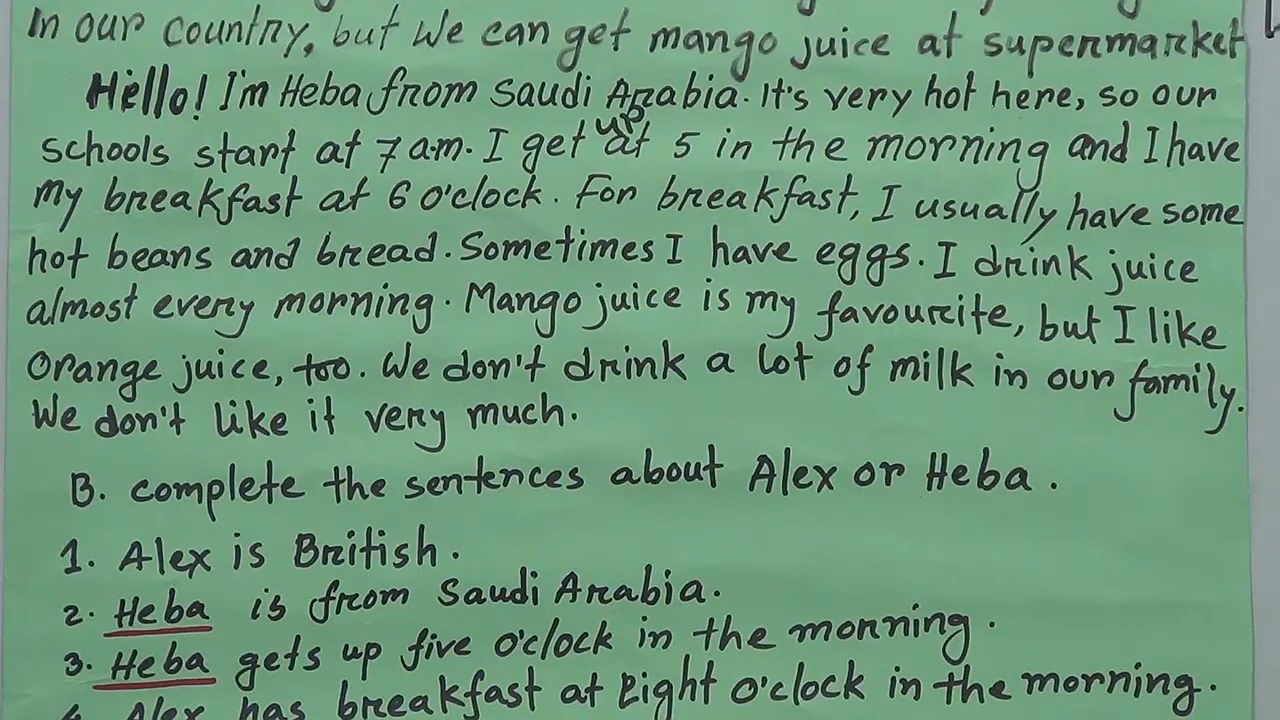 In our country, but we can get mango juice at supermarket
Hello! I'm Heba from Saudi Arabia. It's very hot here, so our
schools start at 7 a.m. I get up at 5 in the morning and I have
my breakfast at 6 o'clock. For breakfast, I usually have some
hot beans and bread. Sometimes I have eggs. I drink juice
almost every morning. Mango juice is my favourite, but I like
Orange juice, too. We don't drink a lot of milk in our family.
We don't like it very much.
B. complete the sentences about Alex or Heba.
1. Alex is British.
2. Heba is from Saudi Arabia.
3. Heba gets up five o'clock in the morning.
4. Alex has breakfast at Eight o'clock in the morning.